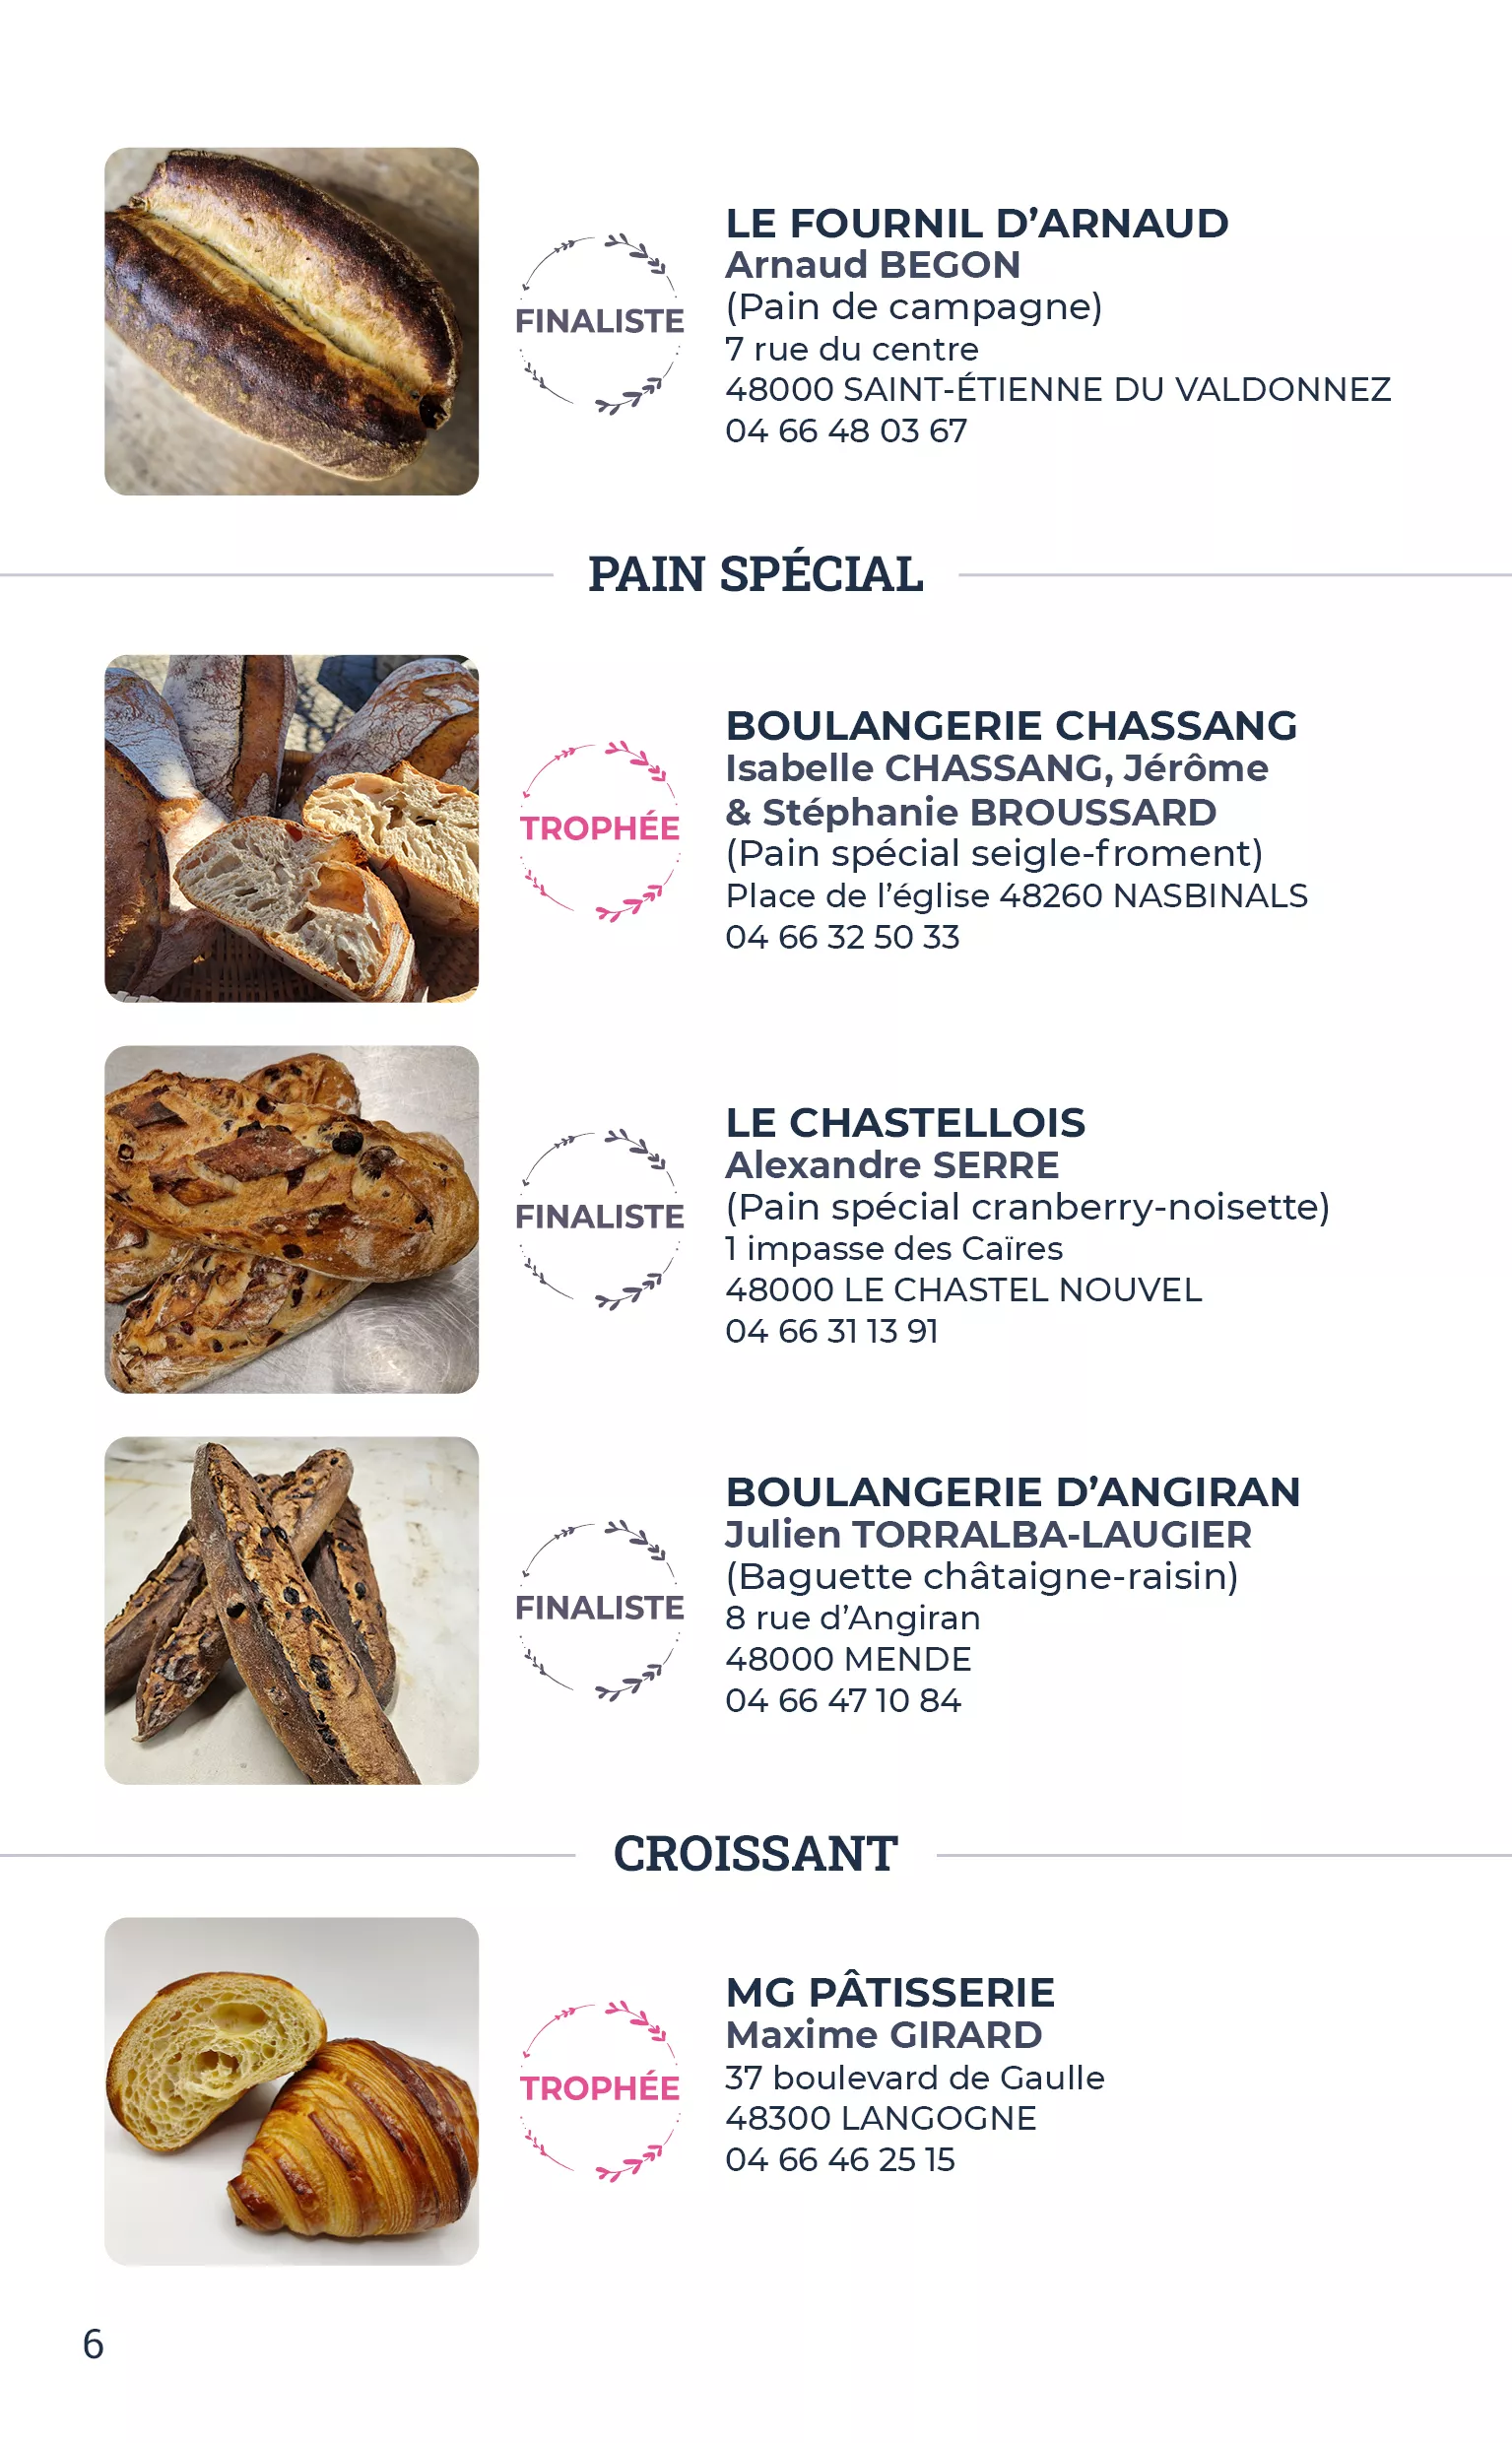 FINALISTE
LE FOURNIL D’ARNAUD
Arnaud BEGON
(Pain de campagne)
7 rue du centre
48000 SAINT-ÉTIENNE DU VALDONNEZ
04 66 48 03 67
PAIN SPÉCIAL
TROPHÉE
BOULANGERIE CHASSANG
Isabelle CHASSANG, Jérôme
& Stéphanie BROUSSARD
(Pain spécial seigle-froment)
Place de l’église 48260 NASBINALS
04 66 32 50 33
FINALISTE
LE CHASTELLOIS
Alexandre SERRE
(Pain spécial cranberry-noisette)
1 impasse des Caïres
48000 LE CHASTEL NOUVEL
04 66 31 13 91
FINALISTE
BOULANGERIE D’ANGIRAN
Julien TORRALBA-LAUGIER
(Baguette châtaigne-raisin)
8 rue d’Angiran
48000 MENDE
04 66 47 10 84
CROISSANT
TROPHÉE
MG PÂTISSERIE
Maxime GIRARD
37 boulevard de Gaulle
48300 LANGOGNE
04 66 46 25 15
6